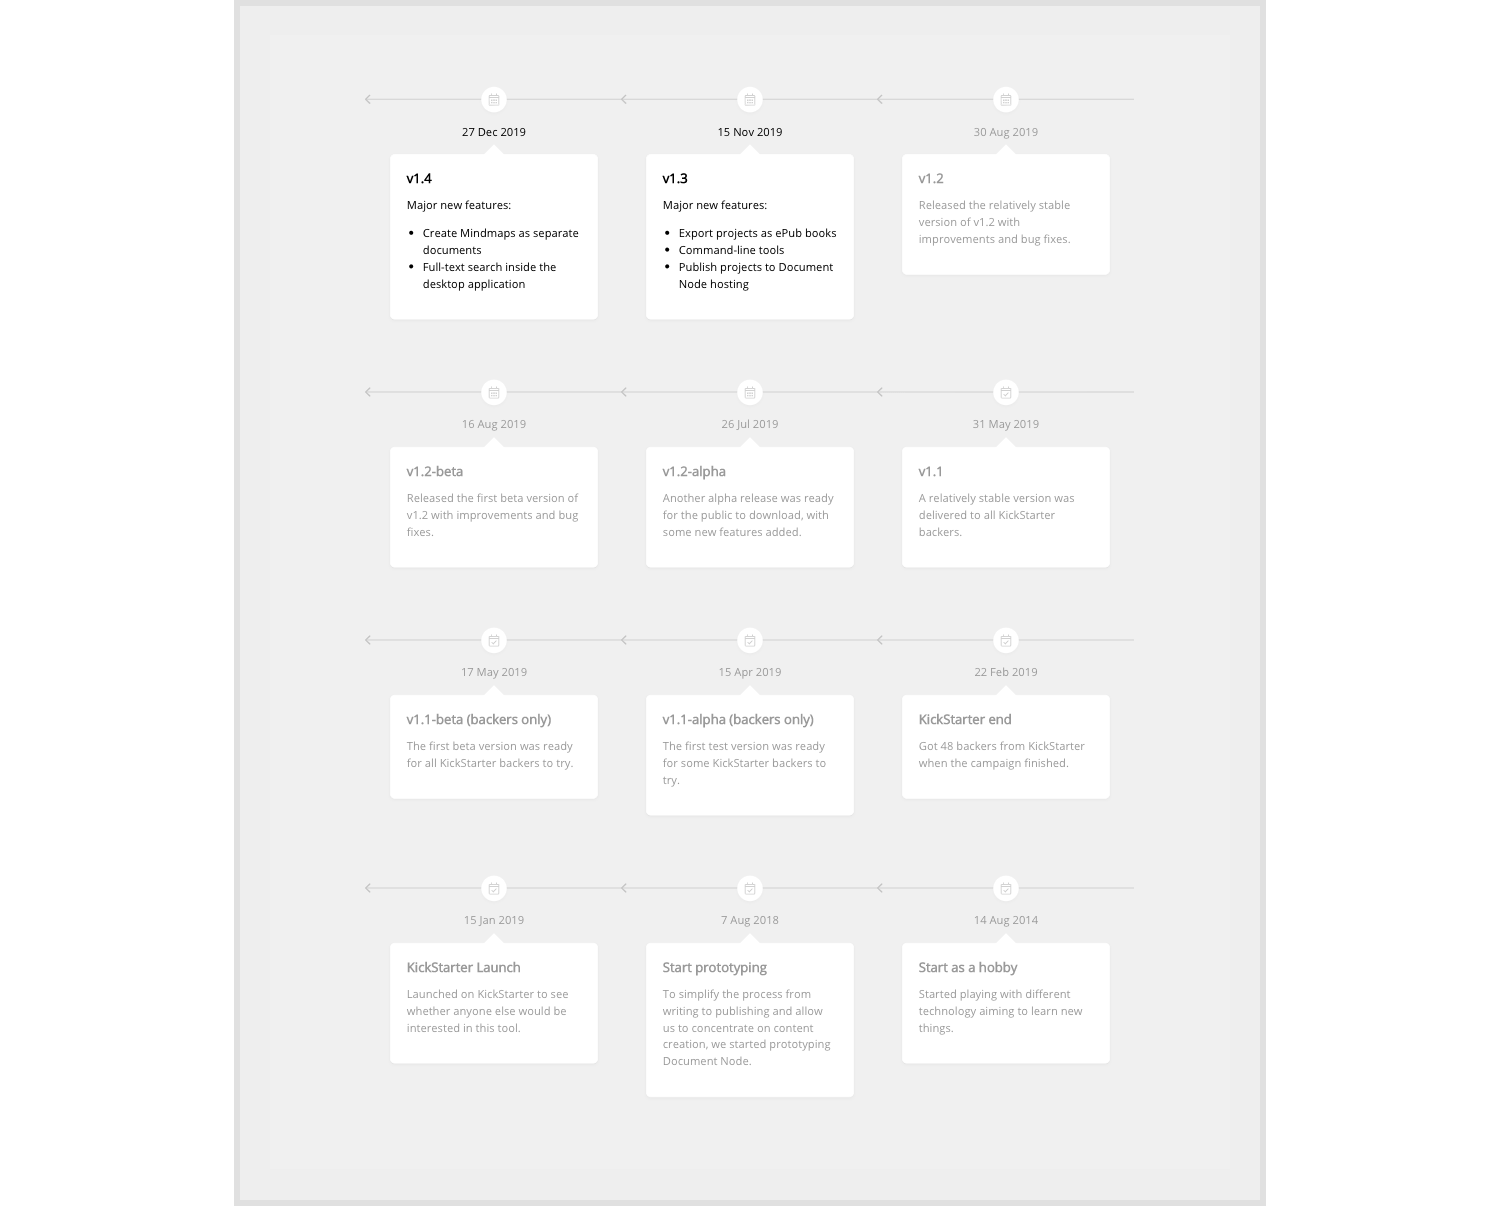 27 Dec 2019
v1.4
Major new features:
• Create Mindmaps as separate
documents
• Full-text search inside the
desktop application
15 Nov 2019
v1.3
Major new features:
• Export projects as ePub books
• Command-line tools
• Publish projects to Document
Node hosting
30 Aug 2019
v1.2
Released the relatively stable
version of v1.2 with
improvements and bug fixes.
16 Aug 2019
v1.2-beta
Released the first beta version of
v1.2 with improvements and bug
fixes.
26 Jul 2019
v1.2-alpha
Another alpha release was ready
for the public to download, with
some new features added.
31 May 2019
v1.1
A relatively stable version was
delivered to all KickStarter
backers.
17 May 2019
v1.1-beta (backers only)
The first beta version was ready
for all KickStarter backers to try.
15 Apr 2019
v1.1-alpha (backers only)
The first test version was ready
for some KickStarter backers to
try.
22 Feb 2019
KickStarter end
Got 48 backers from KickStarter
when the campaign finished.
15 Jan 2019
KickStarter Launch
Launched on KickStarter to see
whether anyone else would be
interested in this tool.
7 Aug 2018
Start prototyping
To simplify the process from
writing to publishing and allow
us to concentrate on content
creation, we started prototyping
Document Node.
14 Aug 2014
Start as a hobby
Started playing with different
technology aiming to learn new
things.